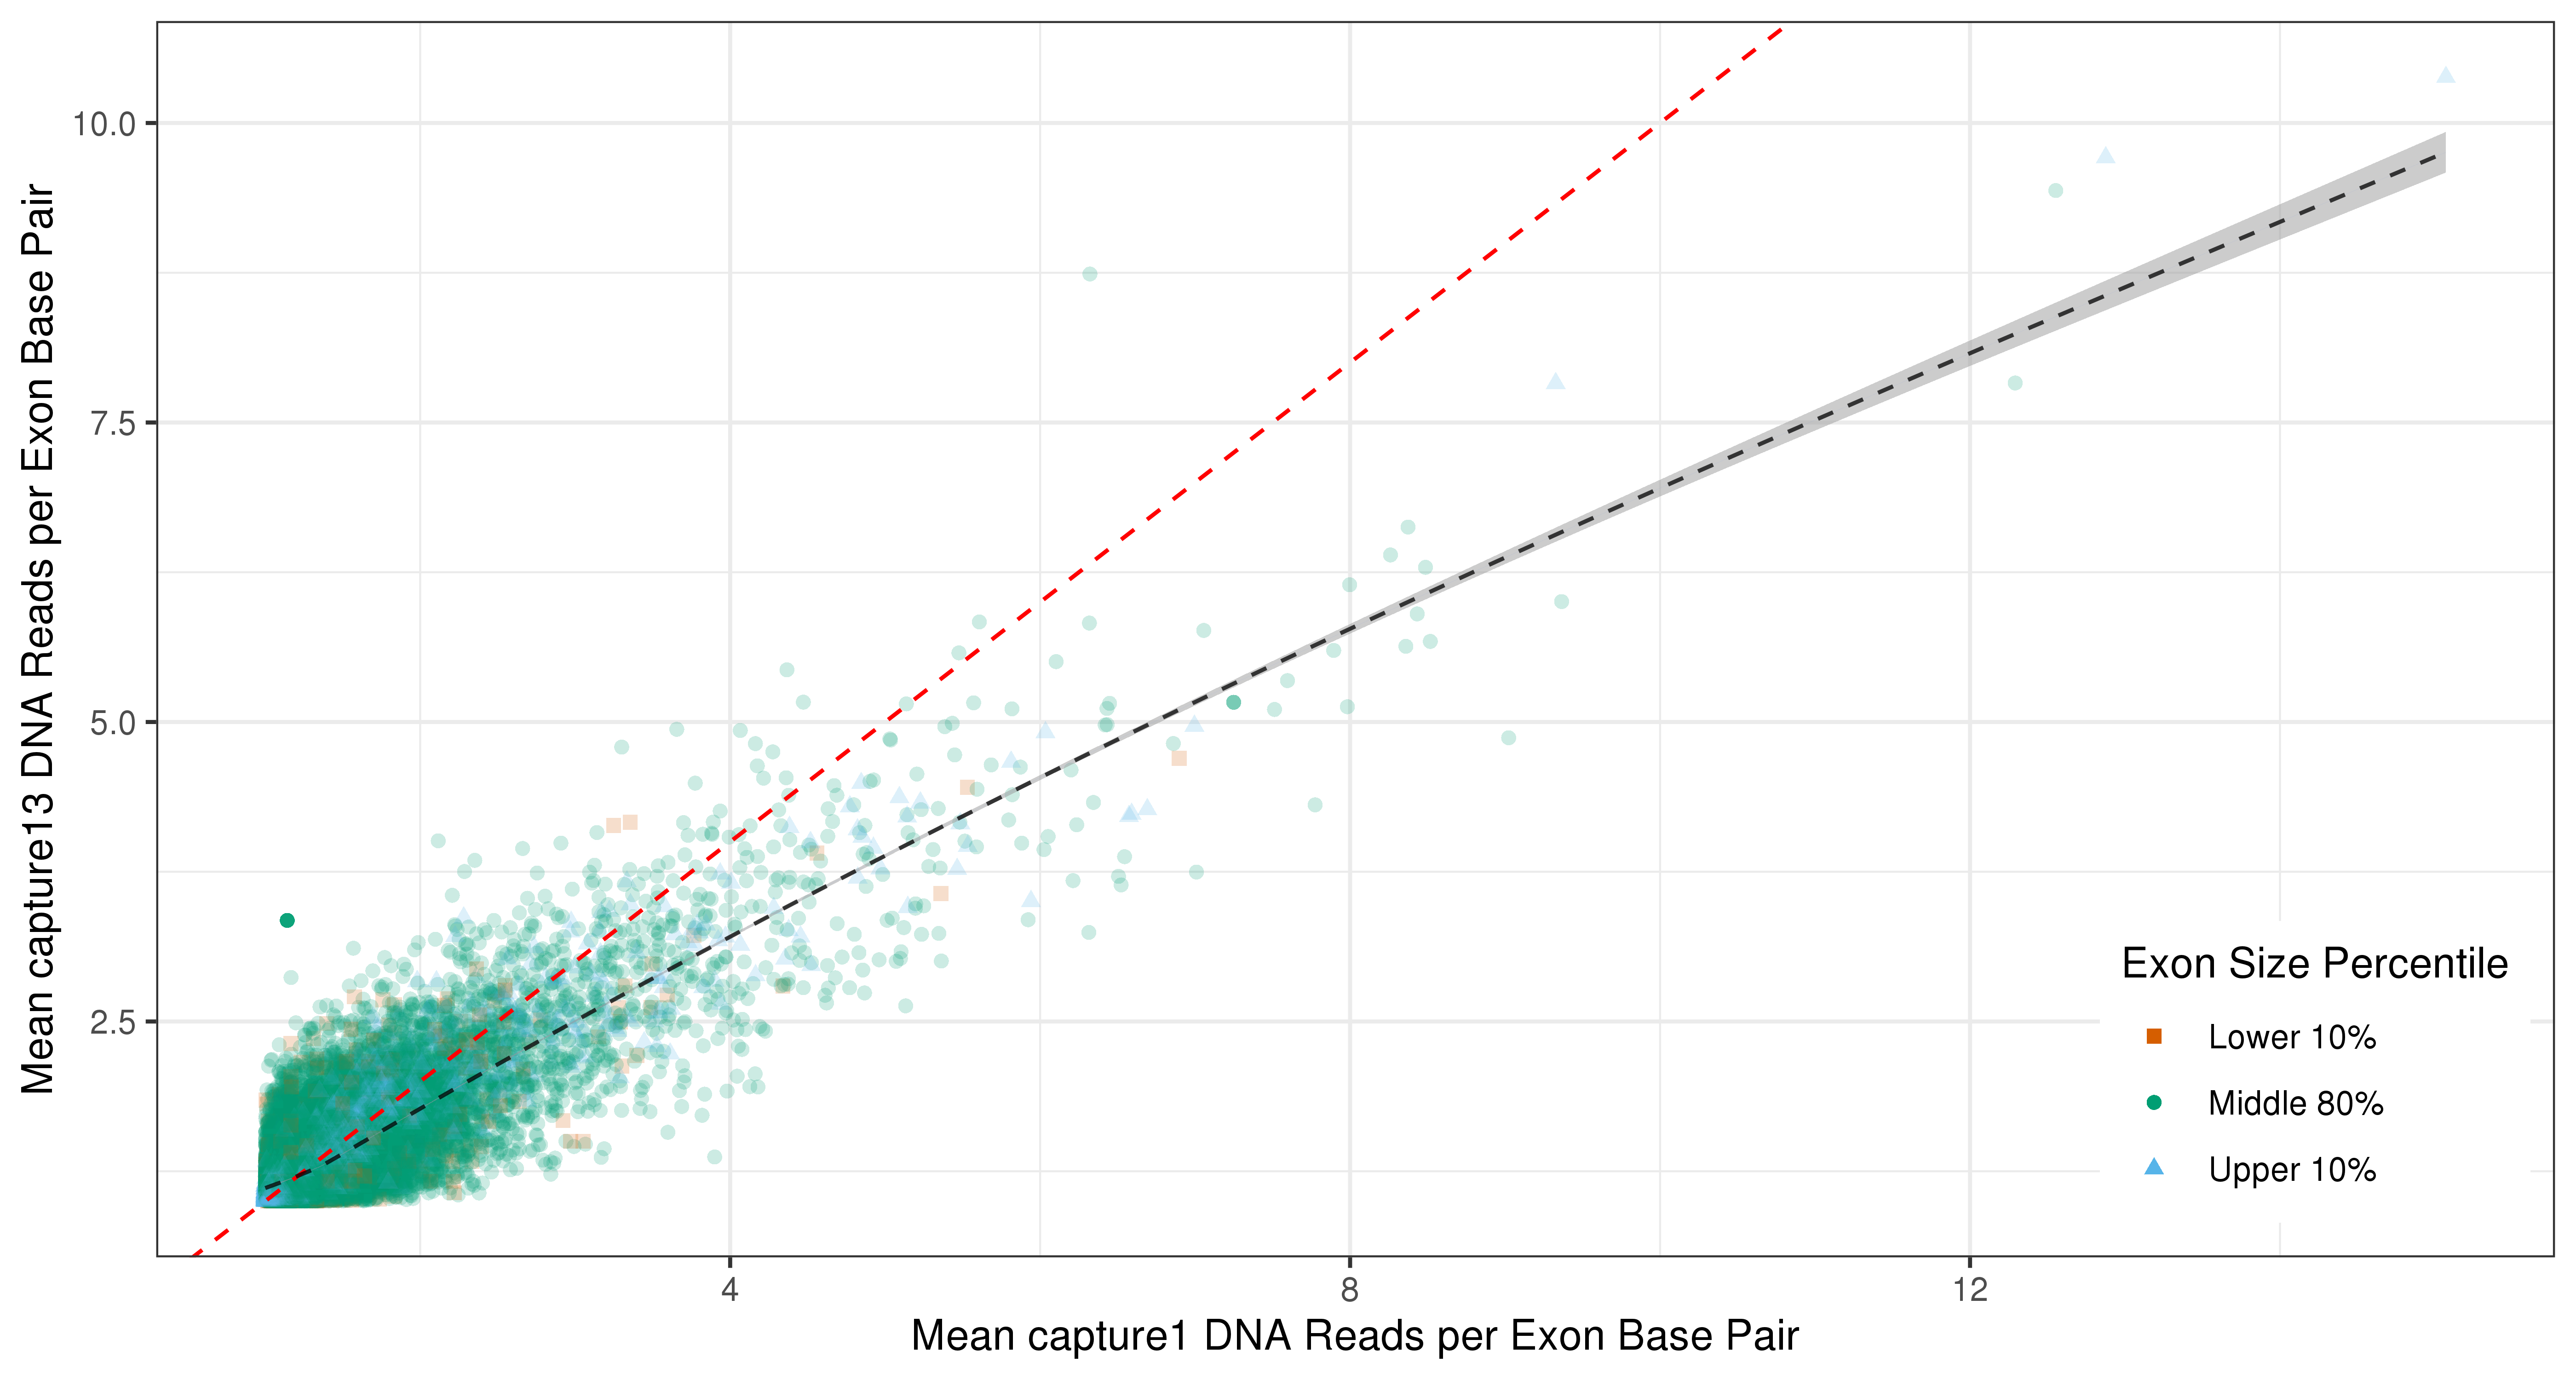 Mean capture13 DNA Reads per Exon Base Pair
10.0
7.5
5.0
2.5
4
8
12
Mean capture1 DNA Reads per Exon Base Pair
Exon Size Percentile
Lower 10%
Middle 80%
Upper 10%